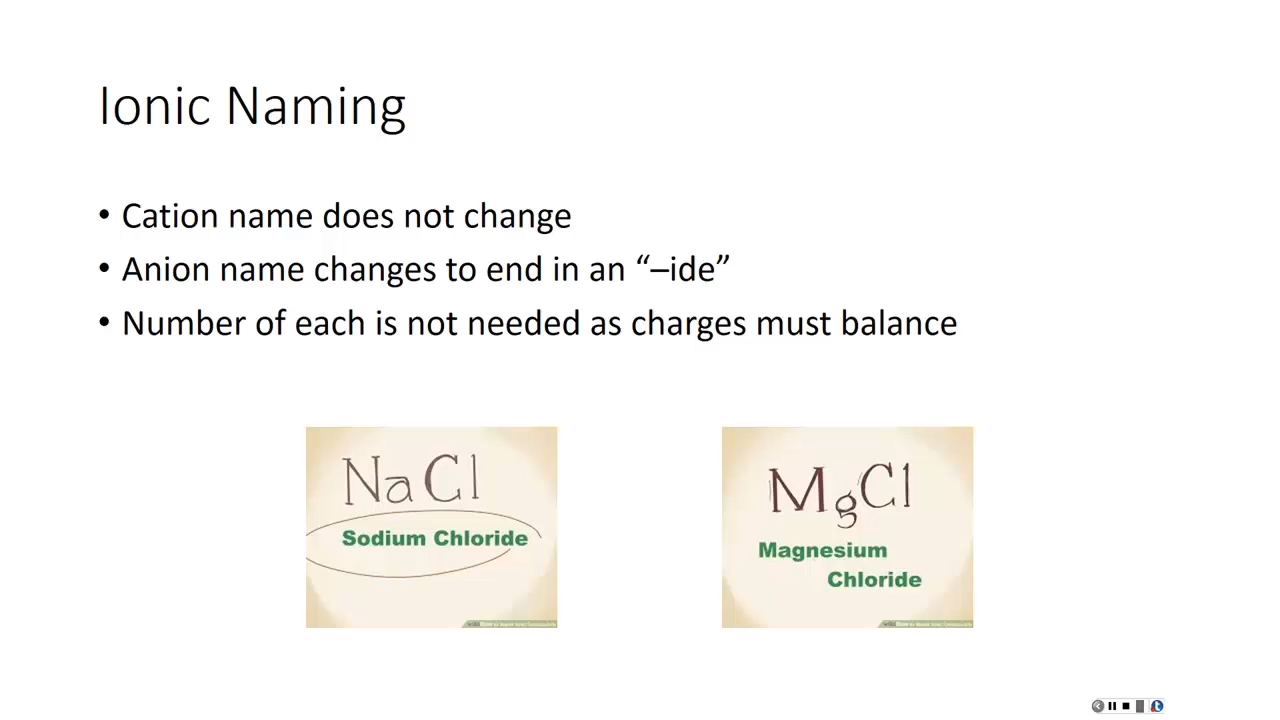 Ionic Naming
• Cation name does not change
• Anion name changes to end in an “–ide”
• Number of each is not needed as charges must balance
NaCl
Sodium Chloride
MgCl
Magnesium
Chloride